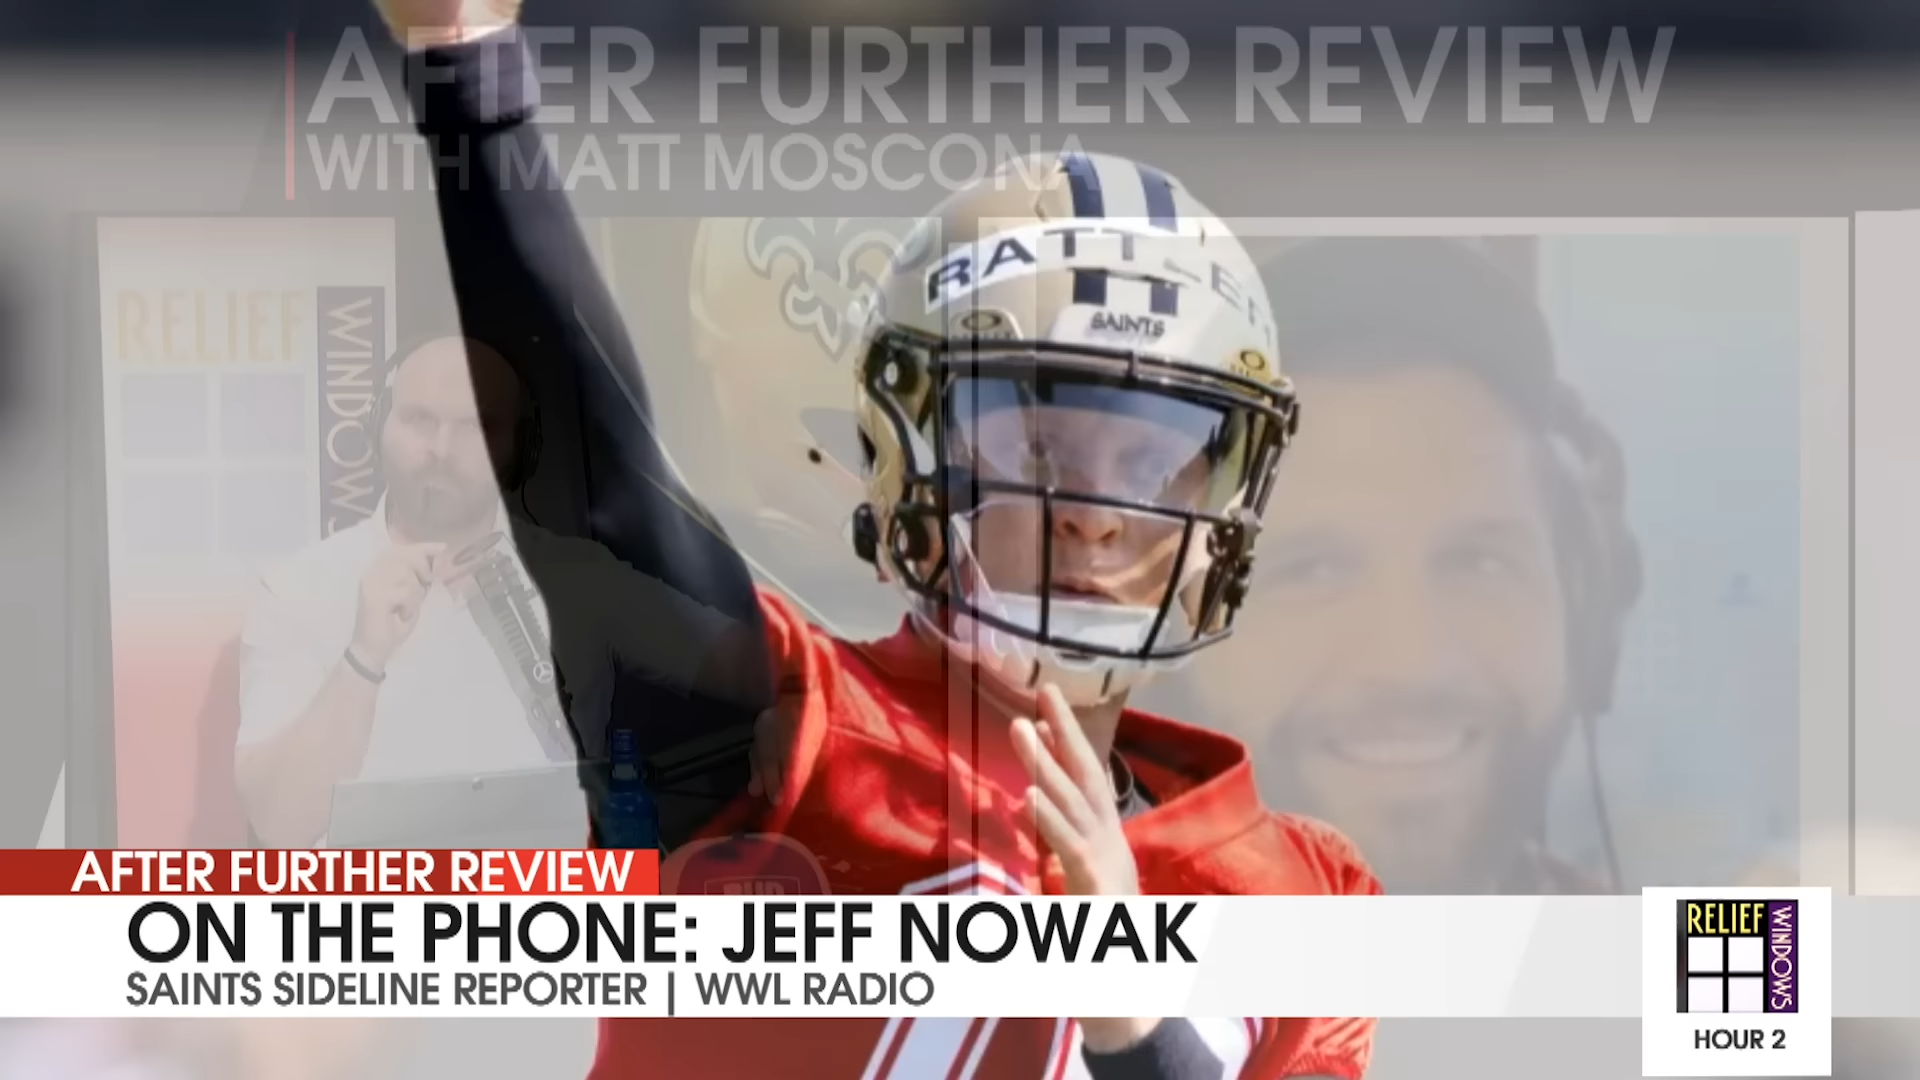 AFTER FURTHER REVIEW
WITH MATT MOSCONA
RATTLER
SAINTS
RELIEF
WINDOWS
AFTER FURTHER REVIEW
ON THE PHONE: JEFF NOWAK
SAINTS SIDELINE REPORTER | WWL RADIO
RELIEF
WINDOWS
HOUR 2